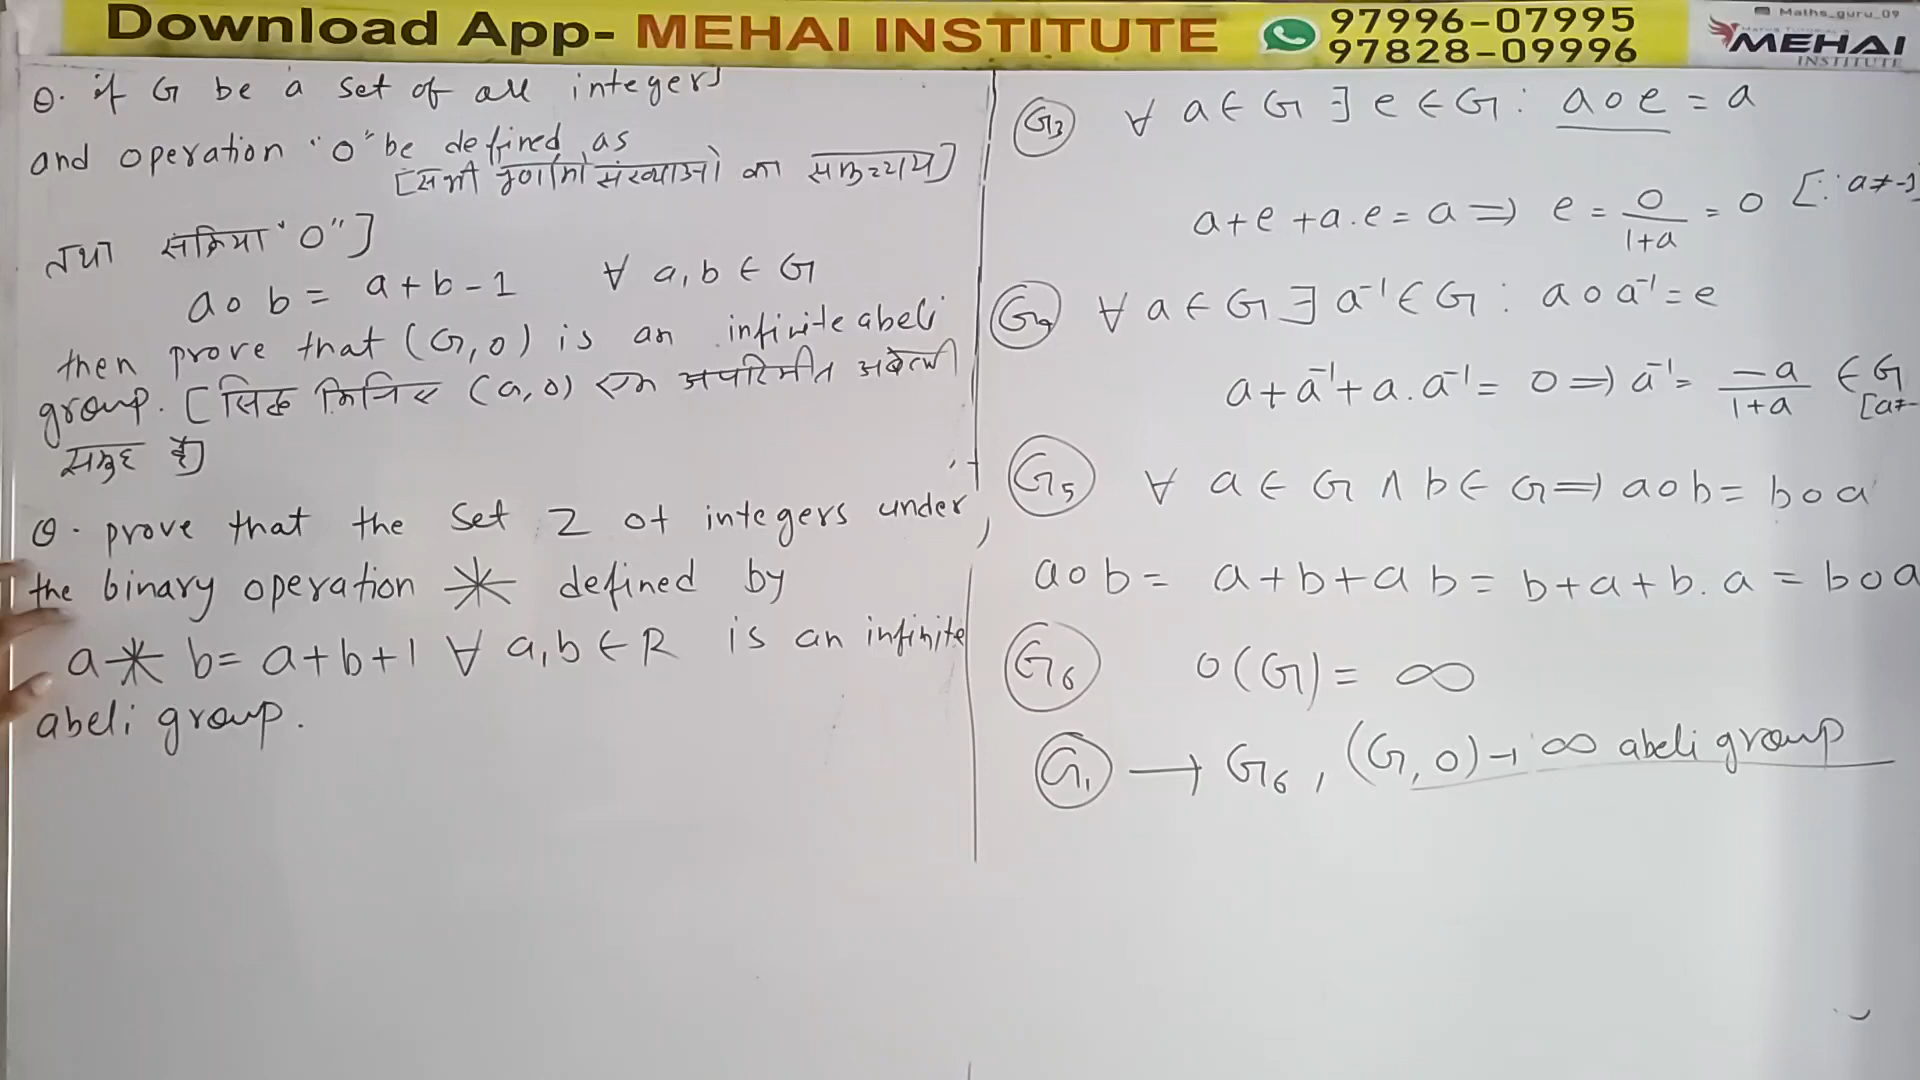 Download App- MEHAI INSTITUTE 97996-07995
97828-09996
Maths_guru_09
MEHAI
INSTITUTE
Q. if G be a set of all integers
and operation "o" be defined as
[सभी पूर्णांक संख्याओं का समुच्चय]
तथा संक्रिया "o"]
a o b = a + b - 1 ∀ a, b ∈ G
then prove that (G, o) is an infinite abeli
group. [सिद्ध कीजिए (G, o) एक अपरिमीत अबेली
समूह है]
Q. prove that the set Z of integers under
the binary operation * defined by
a * b = a + b + 1 ∀ a, b ∈ R is an infinite
abeli group.
G3 ∀ a ∈ G ∃ e ∈ G : a o e = a
a + e + a.e = a ⇒ e = 0/1+a = 0 [∵ a ≠ -1]
G4 ∀ a ∈ G ∃ a⁻¹ ∈ G : a o a⁻¹ = e
a + a⁻¹ + a.a⁻¹ = 0 ⇒ a⁻¹ = -a/1+a ∈ G
[a ≠ -
G5 ∀ a ∈ G ∧ b ∈ G ⇒ a o b = b o a
a o b = a + b + a b = b + a + b.a = b o a
G6 o(G) = ∞
G1 → G6, (G, o) → ∞ abeli group